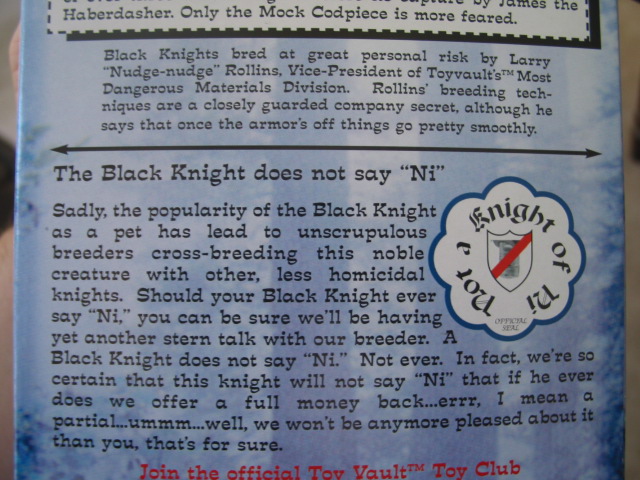 by James the
Haberdasher. Only the Mock Codpiece is more feared.
Black Knights bred at great personal risk by Larry
"Nudge-nudge" Rollins, Vice-President of Toyvault's™ Most
Dangerous Materials Division. Rollins' breeding tech-
niques are a closely guarded company secret, although he
says that once the armor's off things go pretty smoothly.
The Black Knight does not say "Ni"
Sadly, the popularity of the Black Knight
as a pet has lead to unscrupulous
breeders cross-breeding this noble
creature with other, less homicidal
knights. Should your Black Knight ever
say "Ni," you can be sure we'll be having
yet another stern talk with our breeder. A
Black Knight does not say "Ni." Not ever. In fact, we're so
certain that this knight will not say "Ni" that if he ever
does we offer a full money back...errr, I mean a
partial...ummm...well, we won't be anymore pleased about it
than you, that's for sure.
Not a Knight of Ni
OFFICIAL
SEAL
Join the official Toy Vault™ Toy Club